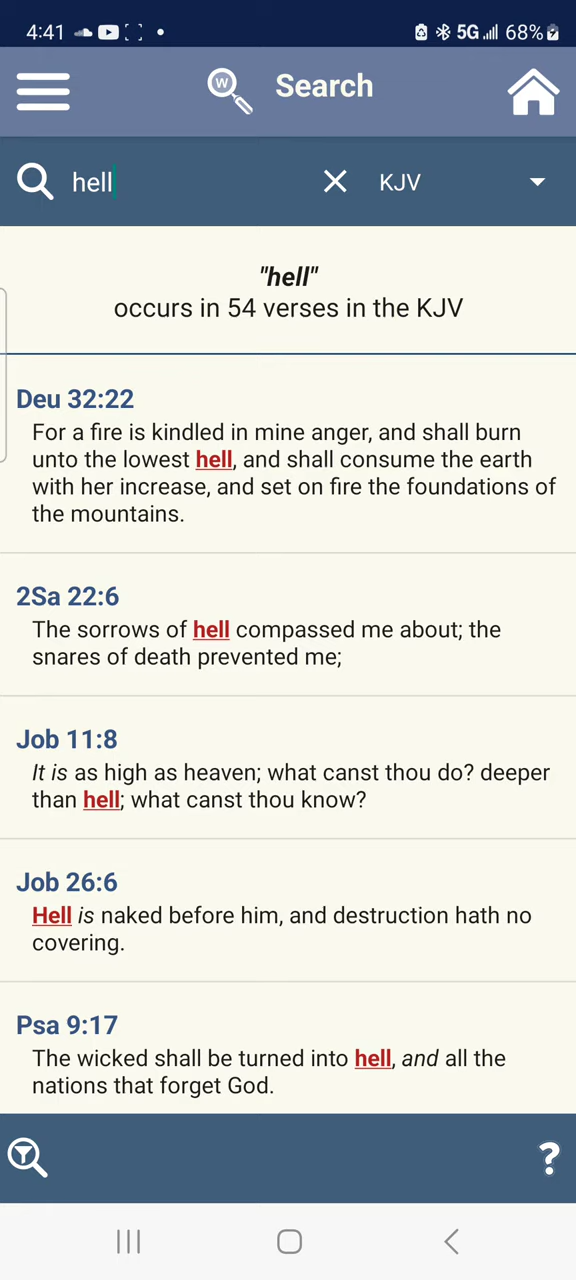 4:41
5G 68%
W Search
hell KJV
"hell"
occurs in 54 verses in the KJV
Deu 32:22
For a fire is kindled in mine anger, and shall burn
unto the lowest hell, and shall consume the earth
with her increase, and set on fire the foundations of
the mountains.
2Sa 22:6
The sorrows of hell compassed me about; the
snares of death prevented me;
Job 11:8
It is as high as heaven; what canst thou do? deeper
than hell; what canst thou know?
Job 26:6
Hell is naked before him, and destruction hath no
covering.
Psa 9:17
The wicked shall be turned into hell, and all the
nations that forget God.
?